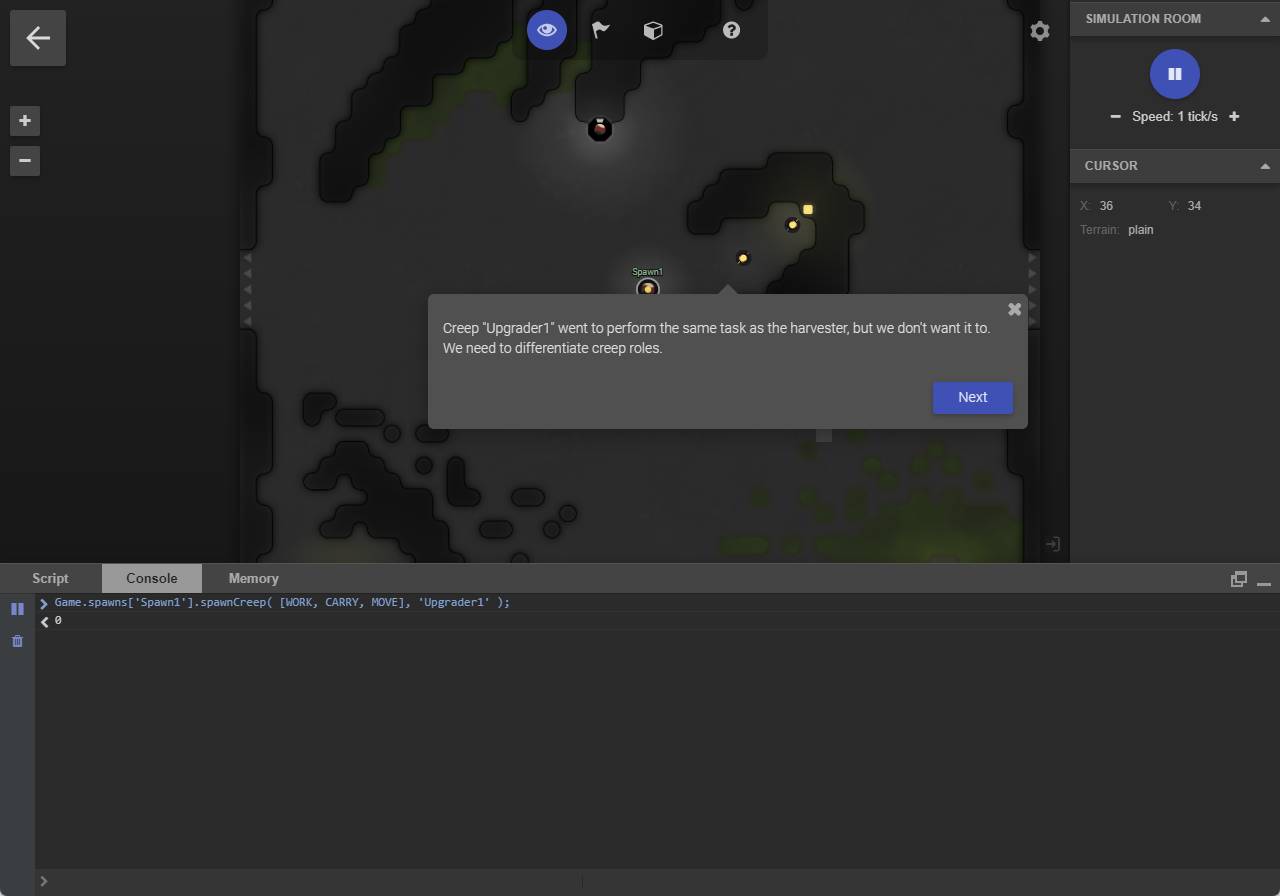 SIMULATION ROOM
Speed: 1 tick/s
CURSOR
X: 36 Y: 34
Terrain: plain
Spawn1
Creep "Upgrader1" went to perform the same task as the harvester, but we don't want it to.
We need to differentiate creep roles.
Next
Script Console Memory
Game.spawns['Spawn1'].spawnCreep( [WORK, CARRY, MOVE], 'Upgrader1' );
0